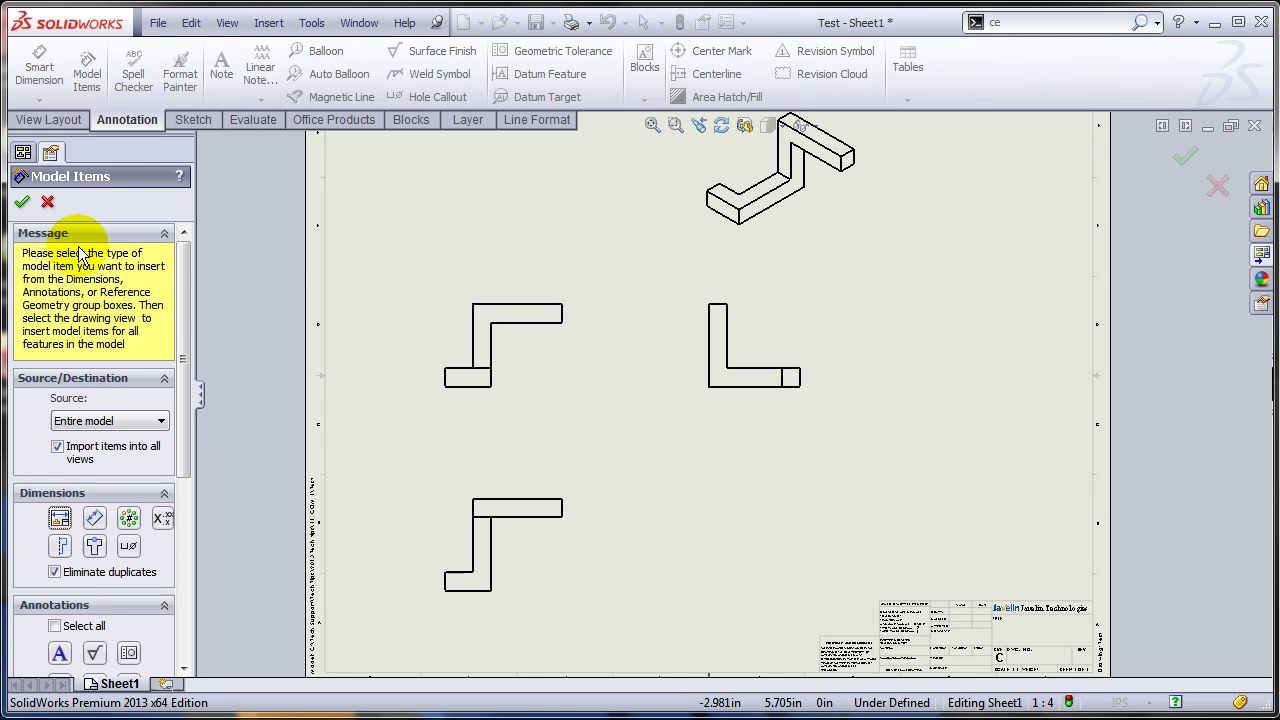 SOLIDWORKS
File Edit View Insert Tools Window Help
Test - Sheet1 *
ce
Smart Dimension
Model Items
Spell Checker
Format Painter
Note
Linear Note...
Balloon
Auto Balloon
Magnetic Line
Surface Finish
Weld Symbol
Hole Callout
Geometric Tolerance
Datum Feature
Datum Target
Blocks
Center Mark
Centerline
Area Hatch/Fill
Revision Symbol
Revision Cloud
Tables
View Layout Annotation Sketch Evaluate Office Products Blocks Layer Line Format
Model Items ?
Message
Please select the type of
model item you want to insert
from the Dimensions,
Annotations, or Reference
Geometry group boxes. Then
select the drawing view to
insert model items for all
features in the model
Source/Destination
Source:
Entire model
Import items into all
views
Dimensions
Eliminate duplicates
Annotations
Select all
Javelin Javelin Technologies
C
Sheet1
SolidWorks Premium 2013 x64 Edition
-2.981in 5.705in 0in Under Defined Editing Sheet1 1 : 4 IPS